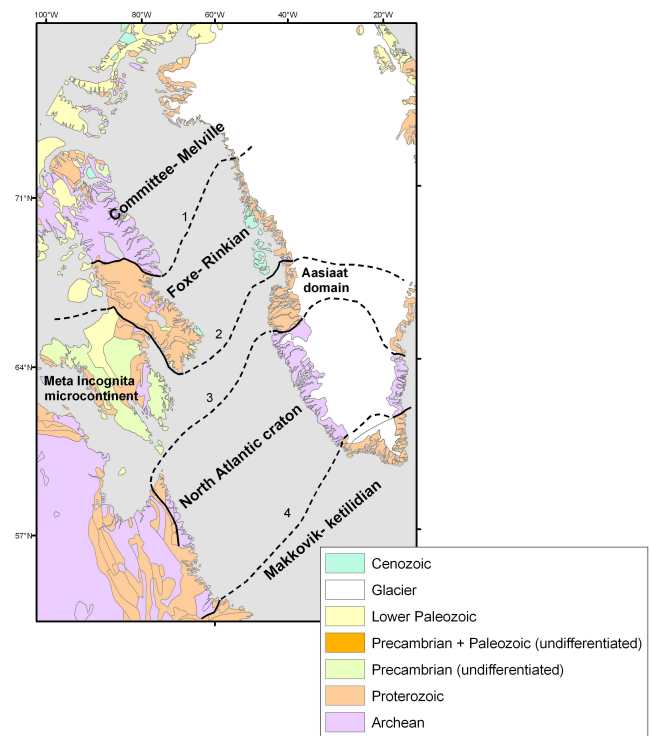 100°W 80°W 60°W 40°W 20°W
Committee- Melville
71°N
1
Foxe- Rinkian
Aasiaat
domain
2
64°N
Meta Incognita
microcontinent
3
North Atlantic craton
4
57°N
Makkovik- ketilidian
Cenozoic
Glacier
Lower Paleozoic
Precambrian + Paleozoic (undifferentiated)
Precambrian (undifferentiated)
Proterozoic
Archean